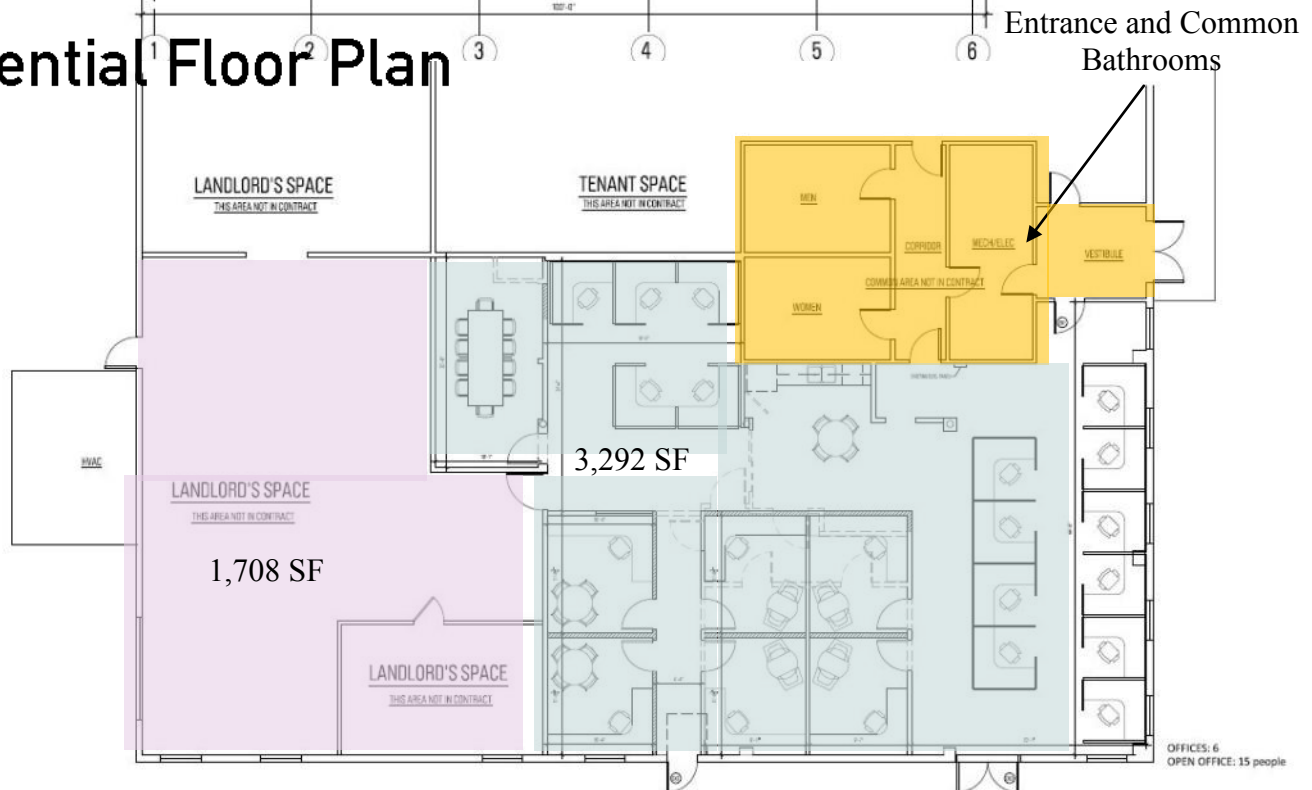 100'-0"
1 2 3 4 5 6
Entrance and Common
Bathrooms
ential Floor Plan
LANDLORD'S SPACE
THIS AREA NOT IN CONTRACT
TENANT SPACE
THIS AREA NOT IN CONTRACT
MEN
CORRIDOR
MECH/ELEC
VESTIBULE
COMMON AREA NOT IN CONTRACT
WOMEN
HVAC
3,292 SF
LANDLORD'S SPACE
THIS AREA NOT IN CONTRACT
1,708 SF
LANDLORD'S SPACE
THIS AREA NOT IN CONTRACT
OFFICES: 6
OPEN OFFICE: 15 people